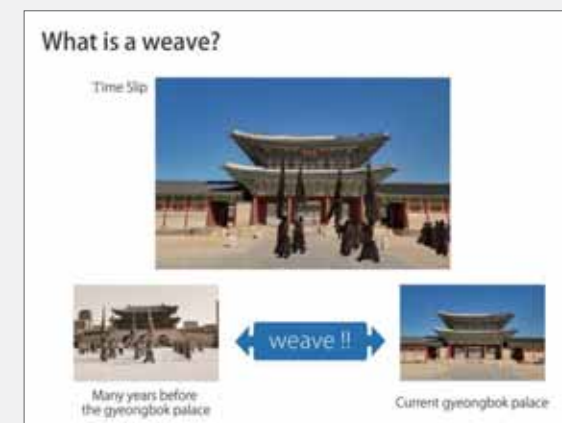 What is a weave?
Time Slip
weave !!
Many years before
the gyeongbok palace
Current gyeongbok palace